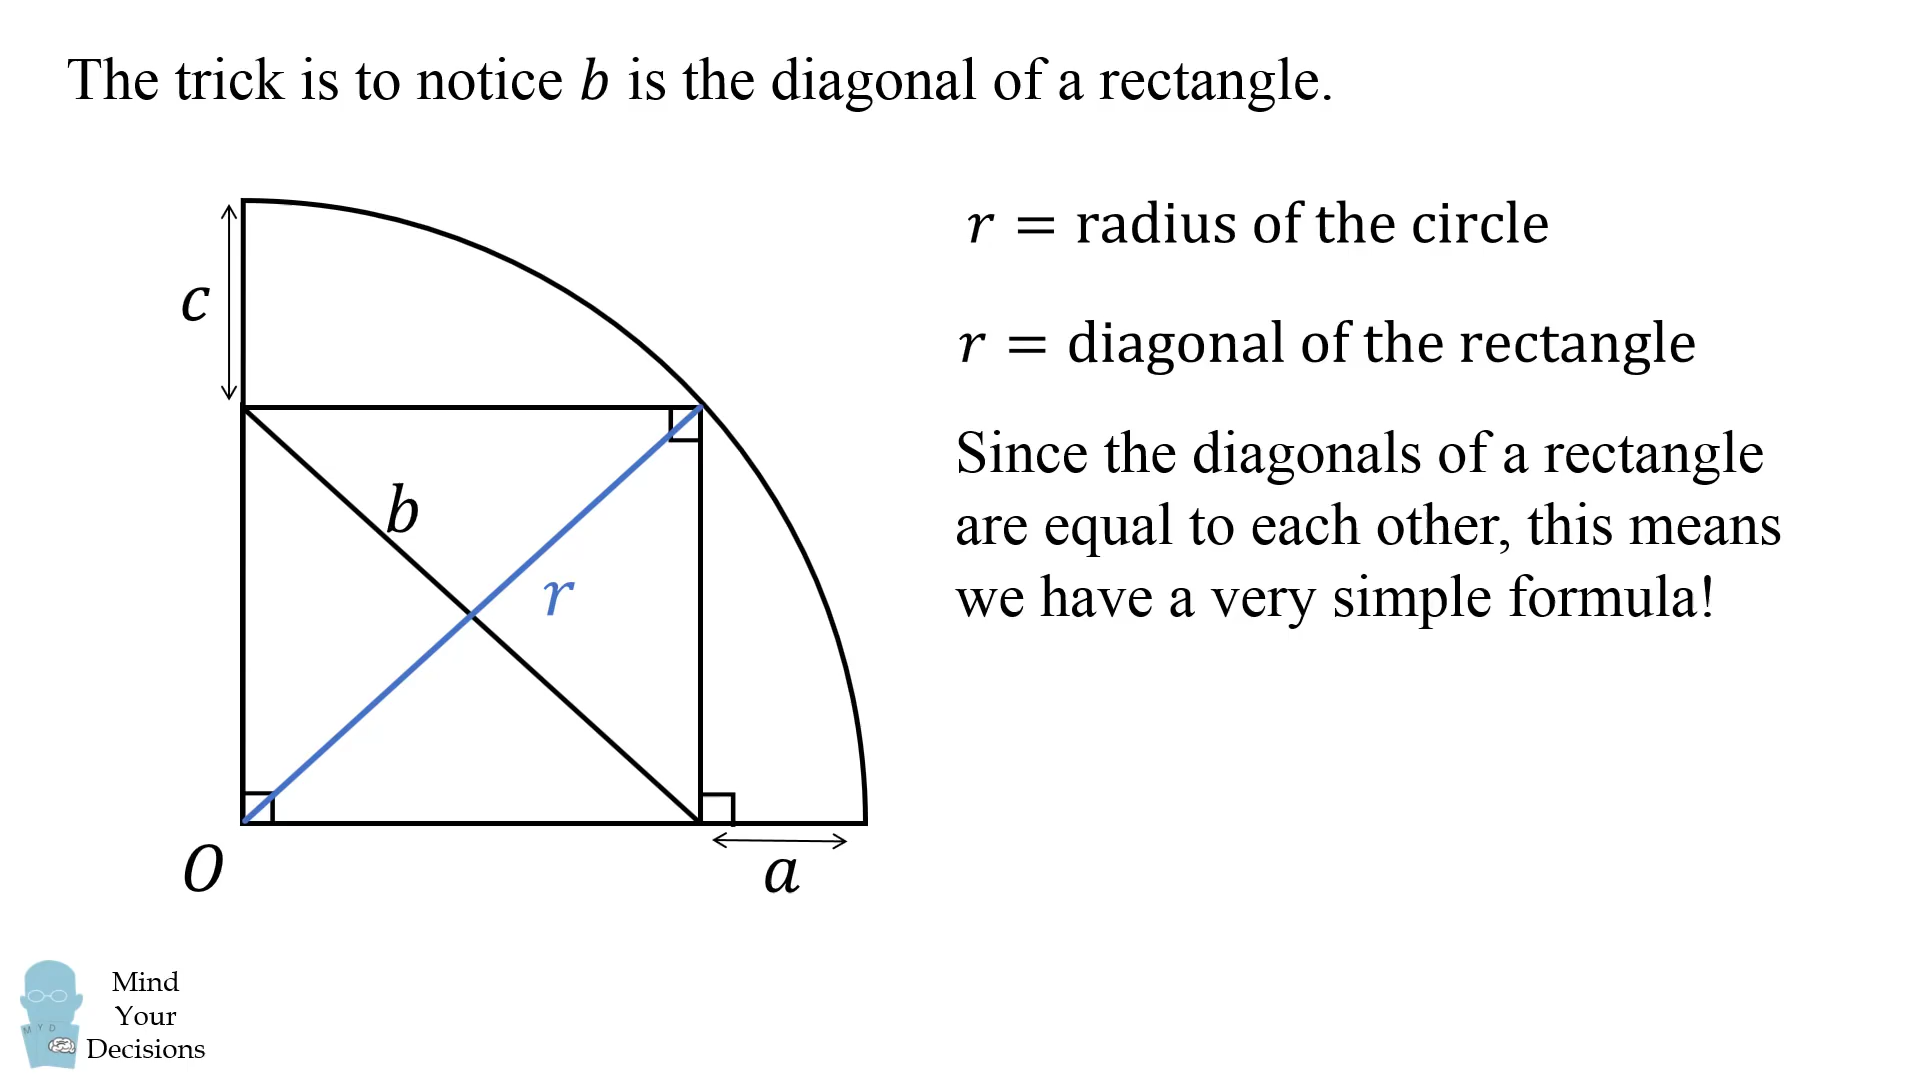 The trick is to notice b is the diagonal of a rectangle.
r = radius of the circle
c
r = diagonal of the rectangle
Since the diagonals of a rectangle
are equal to each other, this means
we have a very simple formula!
b
r
O
a
Mind
Your
Decisions
M Y D